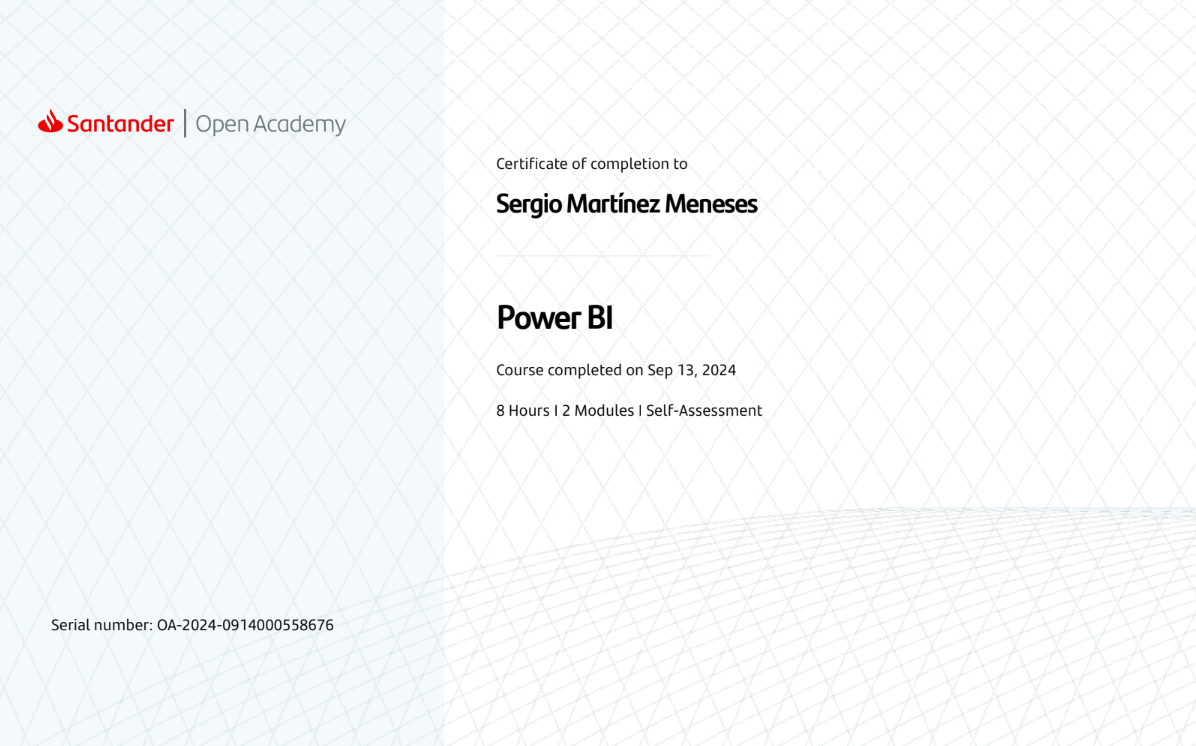 Santander | Open Academy
Certificate of completion to
Sergio Martínez Meneses
Power BI
Course completed on Sep 13, 2024
8 Hours I 2 Modules I Self-Assessment
Serial number: OA-2024-0914000558676